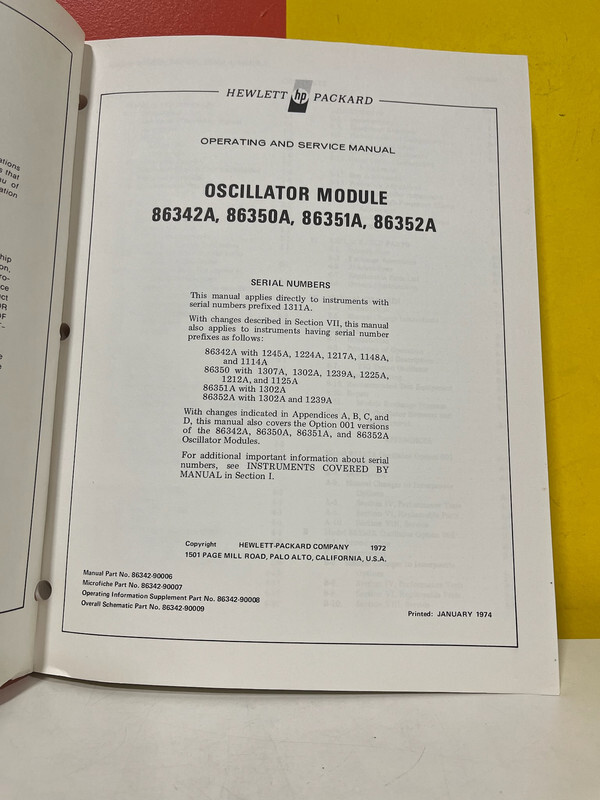 HEWLETT hp PACKARD
OPERATING AND SERVICE MANUAL
OSCILLATOR MODULE
86342A, 86350A, 86351A, 86352A
SERIAL NUMBERS
This manual applies directly to instruments with
serial numbers prefixed 1311A.
With changes described in Section VII, this manual
also applies to instruments having serial number
prefixes as follows:
86342A with 1245A, 1224A, 1217A, 1148A,
and 1114A
86350 with 1307A, 1302A, 1239A, 1225A,
1212A, and 1125A
86351A with 1302A
86352A with 1302A and 1239A
With changes indicated in Appendices A, B, C, and
D, this manual also covers the Option 001 versions
of the 86342A, 86350A, 86351A, and 86352A
Oscillator Modules.
For additional important information about serial
numbers, see INSTRUMENTS COVERED BY
MANUAL in Section I.
Copyright HEWLETT-PACKARD COMPANY 1972
1501 PAGE MILL ROAD, PALO ALTO, CALIFORNIA, U.S.A.
Manual Part No. 86342-90006
Microfiche Part No. 86342-90007
Operating Information Supplement Part No. 86342-90008
Overall Schematic Part No. 86342-90009
Printed: JANUARY 1974